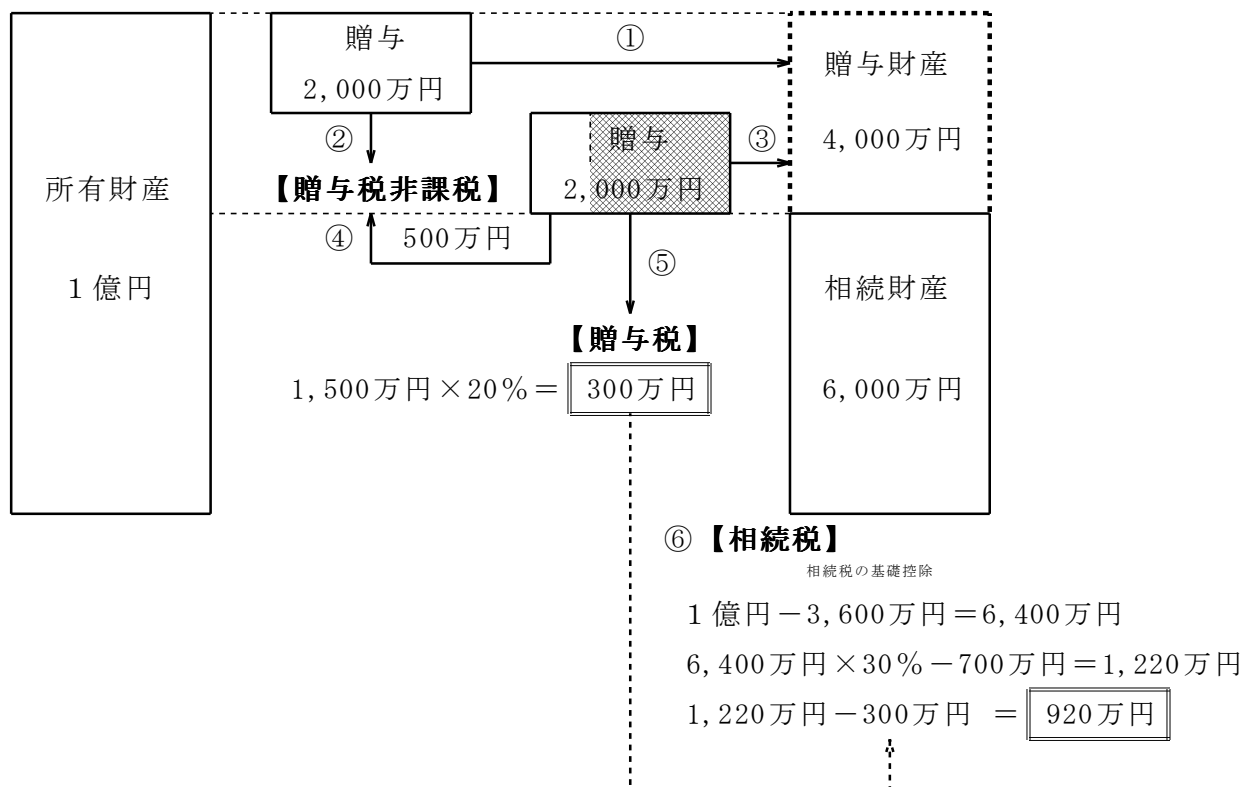 贈与
①
2,000万円
贈与財産
4,000万円
②
贈与
③
2,000万円
所有財産
【贈与税非課税】
④
500万円
⑤
1億円
相続財産
【贈与税】
1,500万円×20%=
300万円
6,000万円
⑥【相続税】
相続税の基礎控除
1億円-3,600万円=6,400万円
6,400万円×30%-700万円=1,220万円
1,220万円-300万円 = 920万円